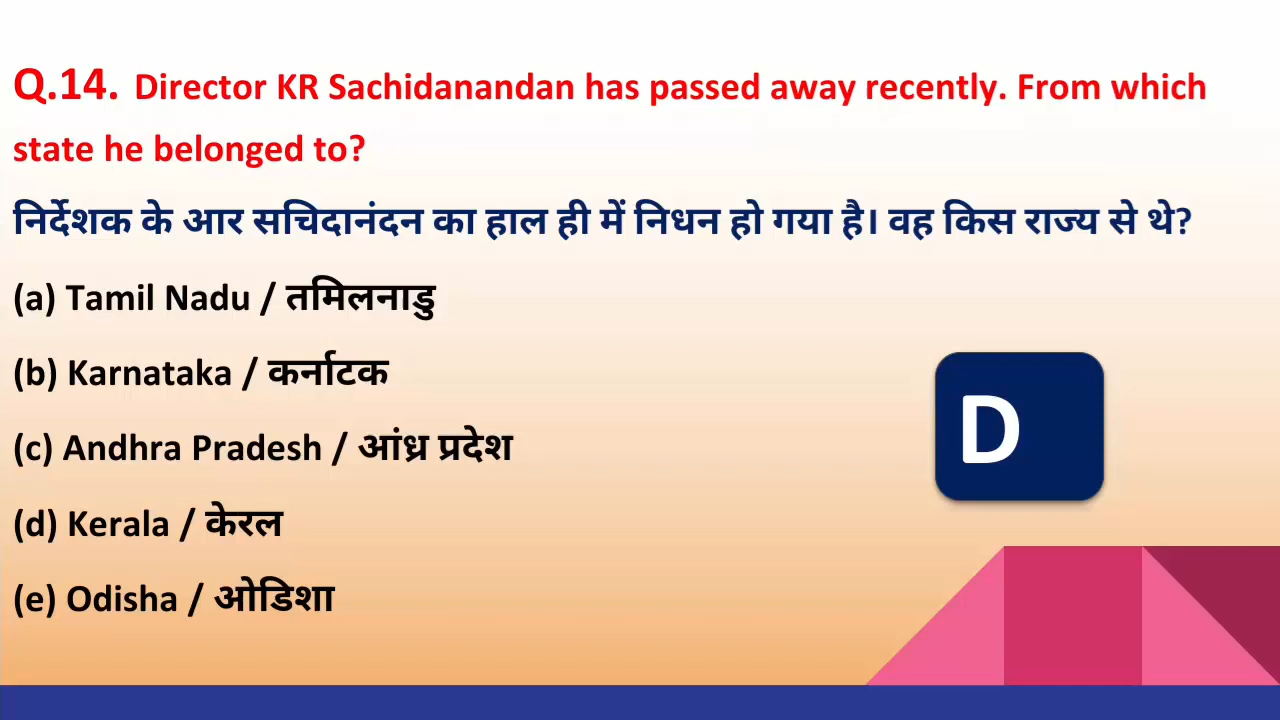 Q.14. Director KR Sachidanandan has passed away recently. From which
state he belonged to?
निर्देशक के आर सचिदानंदन का हाल ही में निधन हो गया है। वह किस राज्य से थे?
(a) Tamil Nadu / तमिलनाडु
(b) Karnataka / कर्नाटक
(c) Andhra Pradesh / आंध्र प्रदेश
(d) Kerala / केरल
(e) Odisha / ओडिशा
D